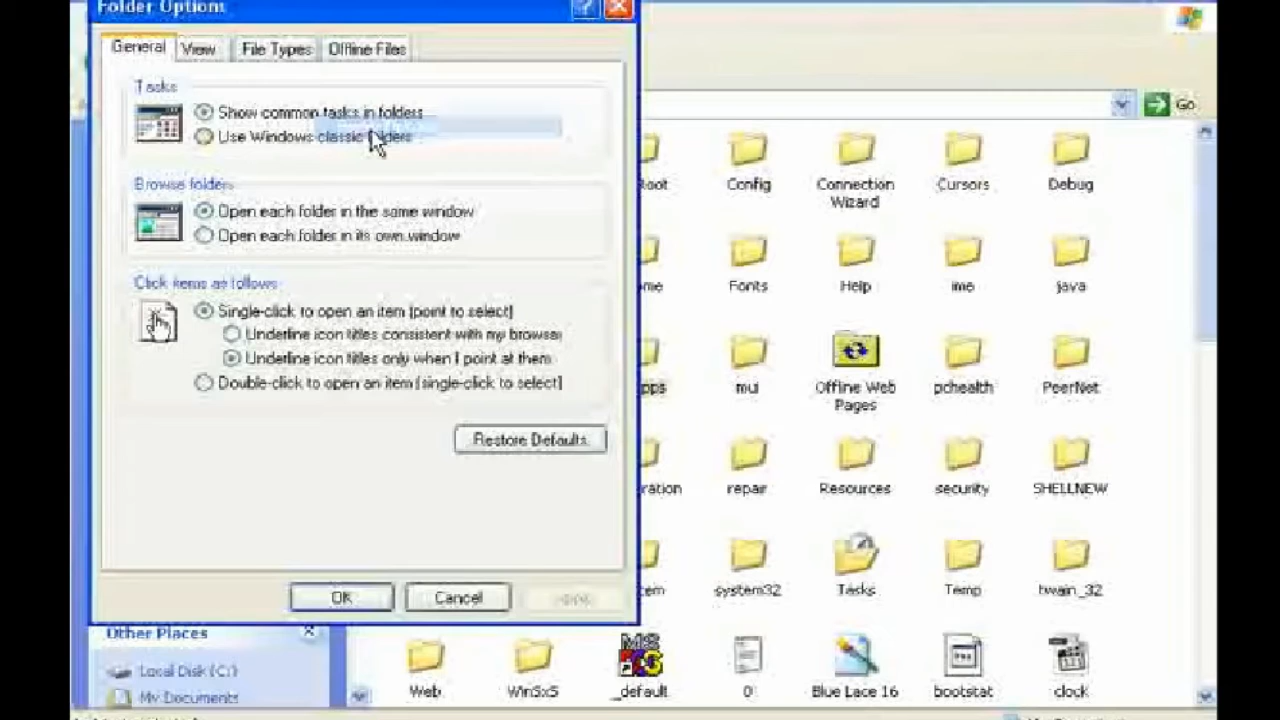 Folder Options
General View File Types Offline Files
Tasks
Show common tasks in folders
Use Windows classic folders
Browse folders
Open each folder in the same window
Open each folder in its own window
Click items as follows
Single-click to open an item (point to select)
Underline icon titles consistent with my browser
Underline icon titles only when I point at them
Double-click to open an item (single-click to select)
Restore Defaults
OK Cancel
Other Places
Local Disk (C:)
My Documents
Go
Config Connection Wizard Cursors Debug
Fonts Help ime java
mui Offline Web Pages pchealth PeerNet
repair Resources security SHELLNEW
system32 Tasks Temp twain_32
Web WinSxS _default 0 Blue Lace 16 bootstat clock